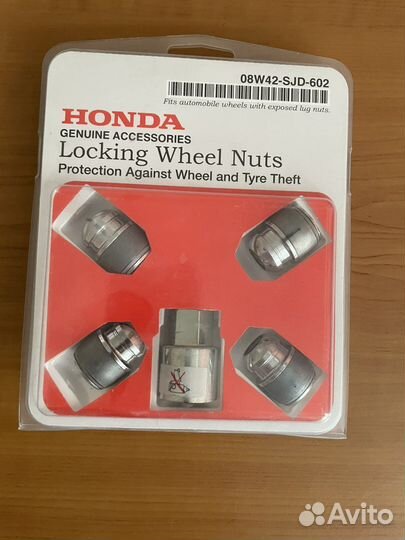 08W42-SJD-602
Fits automobile wheels with exposed lug nuts.
HONDA
GENUINE ACCESSORIES
Locking Wheel Nuts
Protection Against Wheel and Tyre Theft
Avito